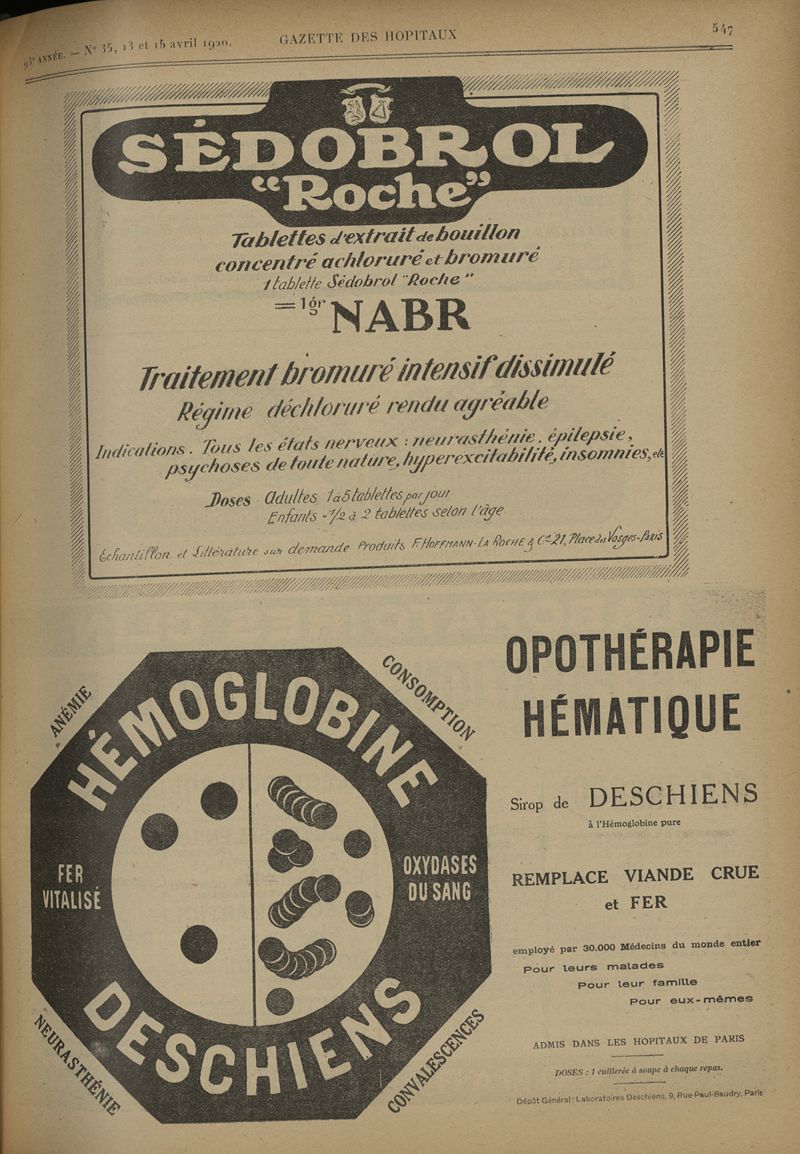 93e ANNÉE. — No 35, 13 et 15 avril 1920.
GAZETTE DES HOPITAUX
547
SÉDOBROL
“Roche”
Tablettes d'extrait de bouillon
concentré achloruré et bromuré
1 tablette Sédobrol “Roche”
= 1gr NABR
Traitement bromuré intensif dissimulé
Régime déchloruré rendu agréable
Indications. Tous les états nerveux : neurasthénie, épilepsie,
psychoses de toute nature, hyperexcitabilité, insomnies, etc
Doses Adultes 1 a 5 tablettes par jour
Enfants - 1/2 à 2 tablettes selon l'âge
Échantillon et Littérature sur demande Produits F. HOFFMANN-LA ROCHE & Cie 21, Place des Vosges-Paris
ANÉMIE
CONSOMPTION
HÉMOGLOBINE
FER
VITALISÉ
OXYDASES
DU SANG
DESCHIENS
NEURASTHÉNIE
CONVALESCENCES
OPOTHÉRAPIE
HÉMATIQUE
Sirop de DESCHIENS
à l'Hémoglobine pure
REMPLACE VIANDE CRUE
et FER
employé par 30.000 Médecins du monde entier
Pour leurs malades
Pour leur famille
Pour eux-mêmes
ADMIS DANS LES HOPITAUX DE PARIS
DOSES : 1 cuillerée à soupe à chaque repas.
Dépôt Général : Laboratoires Deschiens, 9, Rue Paul-Baudry, Paris